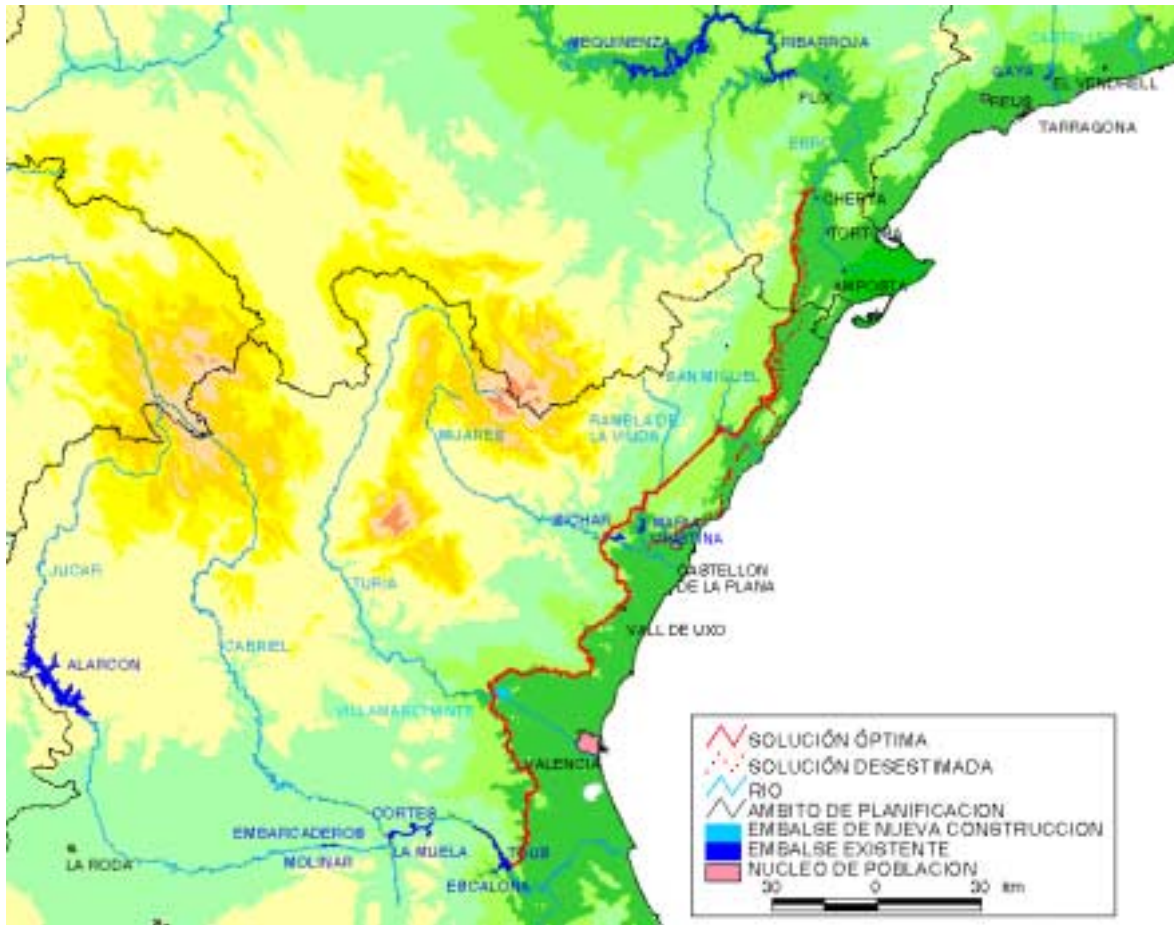 MEQUINENZA
RIBARROJA
FLIX
EBRO
GAYA
EL VENDRELL
REUS
TARRAGONA
CHERTA
TORTOSA
AMPOSTA
SAN MIGUEL
RAMBLA DE
LA VIUDA
MIJARES
SICHAR
MARIA
CRISTINA
CASTELLON
DE LA PLANA
JUCAR
TURIA
VALL DE UXO
CABRIEL
ALARCON
VILLAMARCHANTE
VALENCIA
CORTES
EMBARCADEROS
LA MUELA
TOUS
LA RODA
MOLINAR
ESCALONA
SOLUCIÓN ÓPTIMA
SOLUCIÓN DESESTIMADA
RIO
AMBITO DE PLANIFICACION
EMBALSE DE NUEVA CONSTRUCCION
EMBALSE EXISTENTE
NUCLEO DE POBLACION
30 0 30 Km